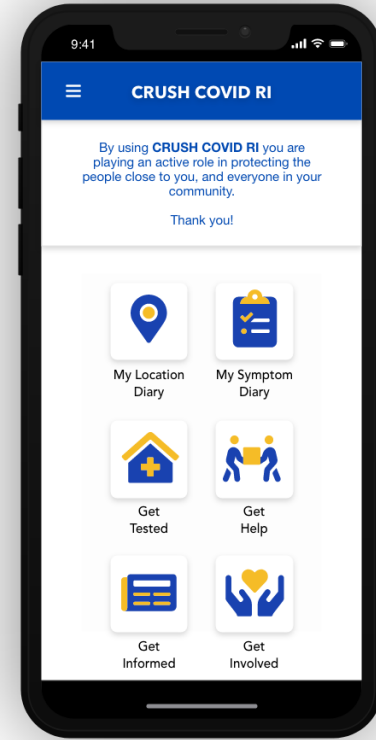 9:41
CRUSH COVID RI
By using CRUSH COVID RI you are
playing an active role in protecting the
people close to you, and everyone in your
community.
Thank you!
My Location
Diary
My Symptom
Diary
Get
Tested
Get
Help
Get
Informed
Get
Involved